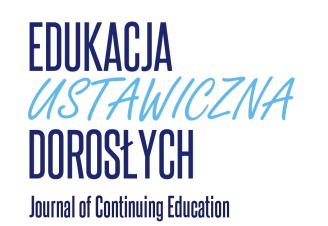 EDUKACJA
USTAWICZNA
DOROSŁYCH
Journal of Continuing Education